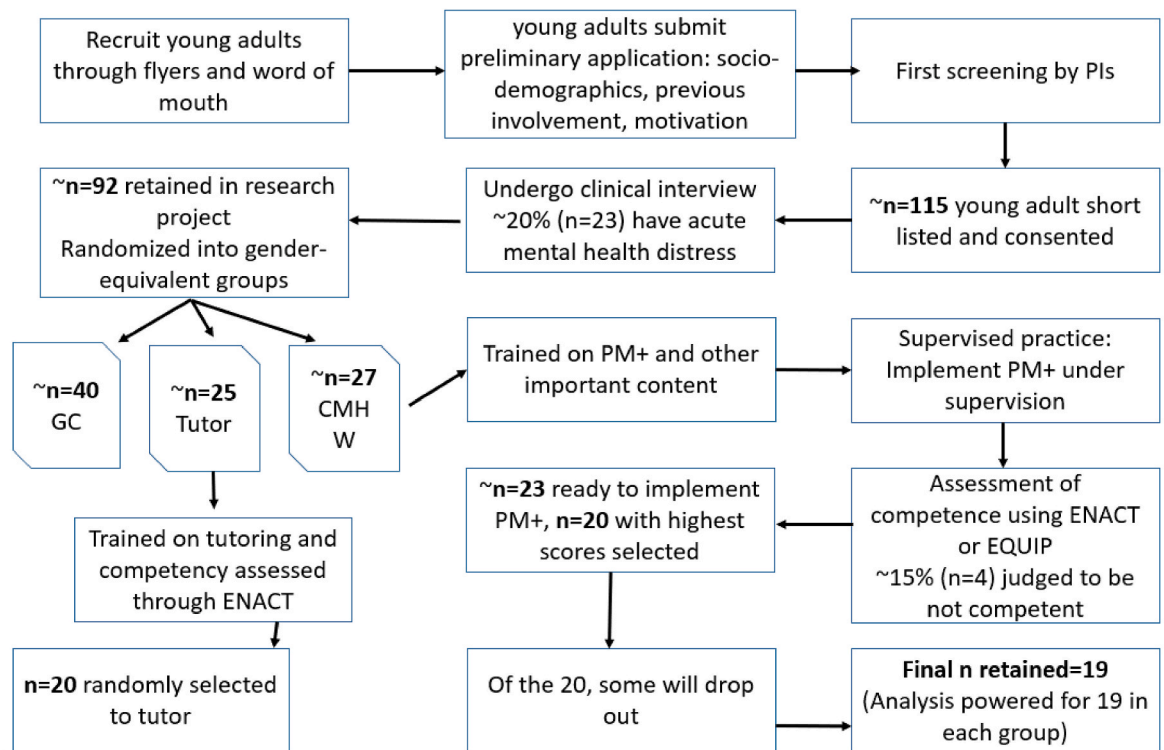 Recruit young adults
through flyers and word of
mouth
young adults submit
preliminary application: socio-
demographics, previous
involvement, motivation
First screening by PIs
~n=115 young adult short
listed and consented
Undergo clinical interview
~20% (n=23) have acute
mental health distress
~n=92 retained in research
project
Randomized into gender-
equivalent groups
~n=40
GC
~n=25
Tutor
~n=27
CMH
W
Trained on PM+ and other
important content
Supervised practice:
Implement PM+ under
supervision
Assessment of
competence using ENACT
or EQUIP
~15% (n=4) judged to be
not competent
~n=23 ready to implement
PM+, n=20 with highest
scores selected
Trained on tutoring and
competency assessed
through ENACT
n=20 randomly selected
to tutor
Of the 20, some will drop
out
Final n retained=19
(Analysis powered for 19 in
each group)